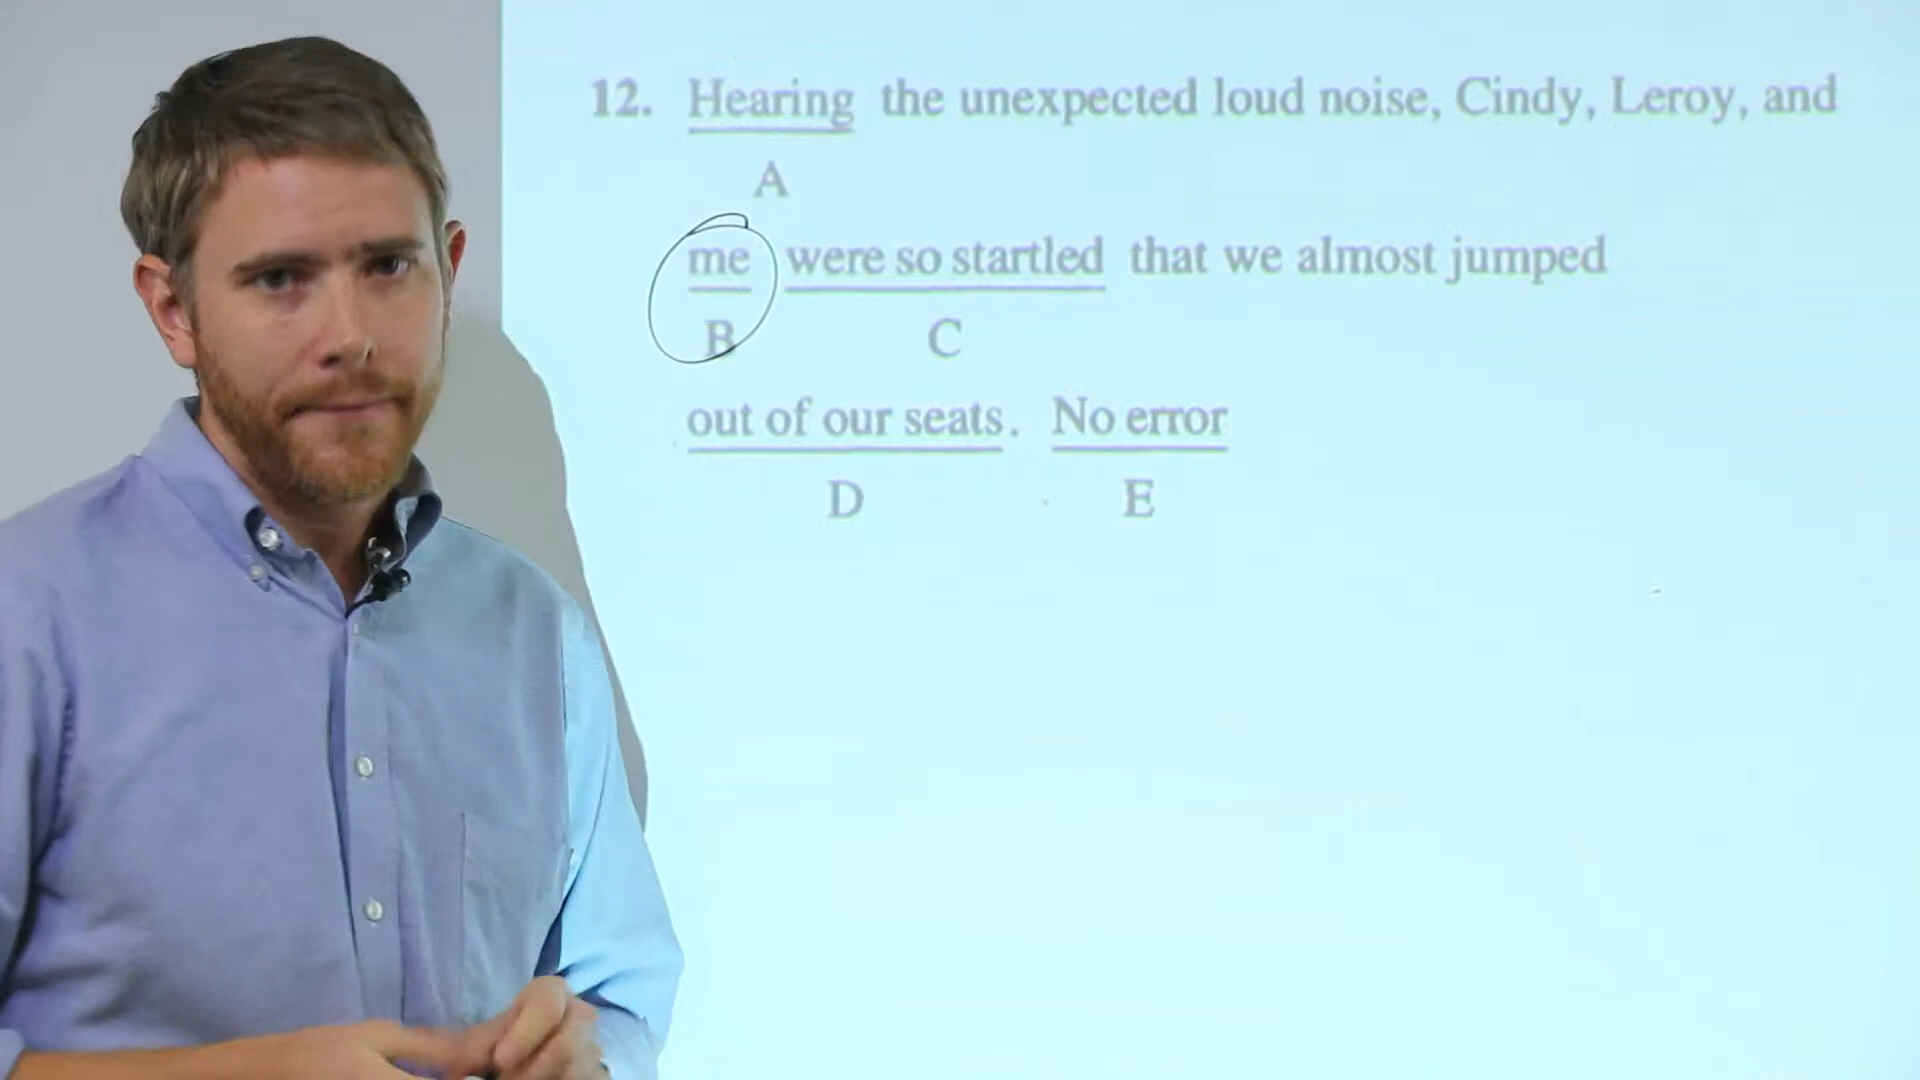 12. Hearing the unexpected loud noise, Cindy, Leroy, and
A
me were so startled that we almost jumped
B C
out of our seats. No error
D E